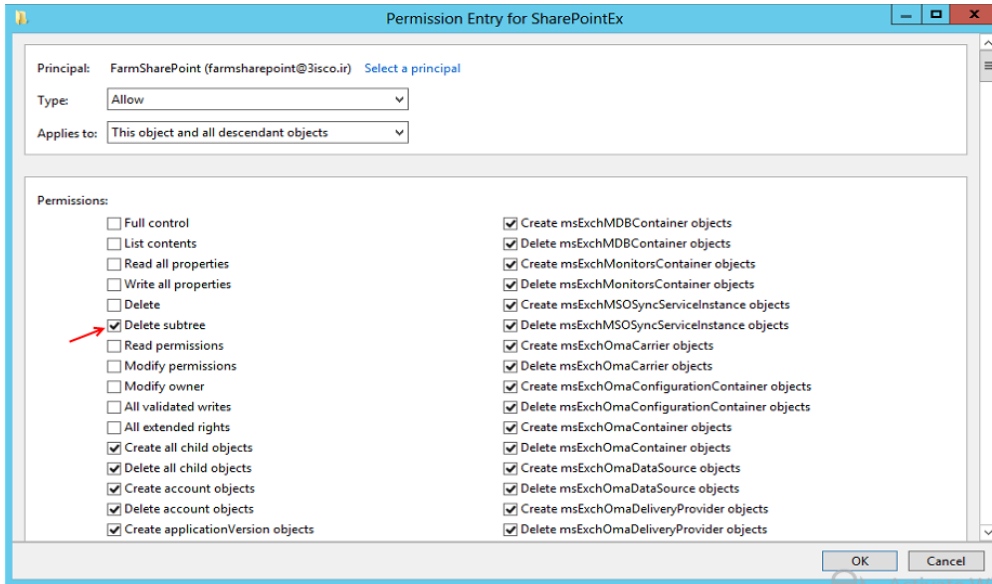 Permission Entry for SharePointEx
Principal: FarmSharePoint (farmsharepoint@3isco.ir) Select a principal
Type: Allow
Applies to: This object and all descendant objects
Permissions:
Full control
List contents
Read all properties
Write all properties
Delete
Delete subtree
Read permissions
Modify permissions
Modify owner
All validated writes
All extended rights
Create all child objects
Delete all child objects
Create account objects
Delete account objects
Create applicationVersion objects
Create msExchMDBContainer objects
Delete msExchMDBContainer objects
Create msExchMonitorsContainer objects
Delete msExchMonitorsContainer objects
Create msExchMSOSyncServiceInstance objects
Delete msExchMSOSyncServiceInstance objects
Create msExchOmaCarrier objects
Delete msExchOmaCarrier objects
Create msExchOmaConfigurationContainer objects
Delete msExchOmaConfigurationContainer objects
Create msExchOmaContainer objects
Delete msExchOmaContainer objects
Create msExchOmaDataSource objects
Delete msExchOmaDataSource objects
Create msExchOmaDeliveryProvider objects
Delete msExchOmaDeliveryProvider objects
OK Cancel